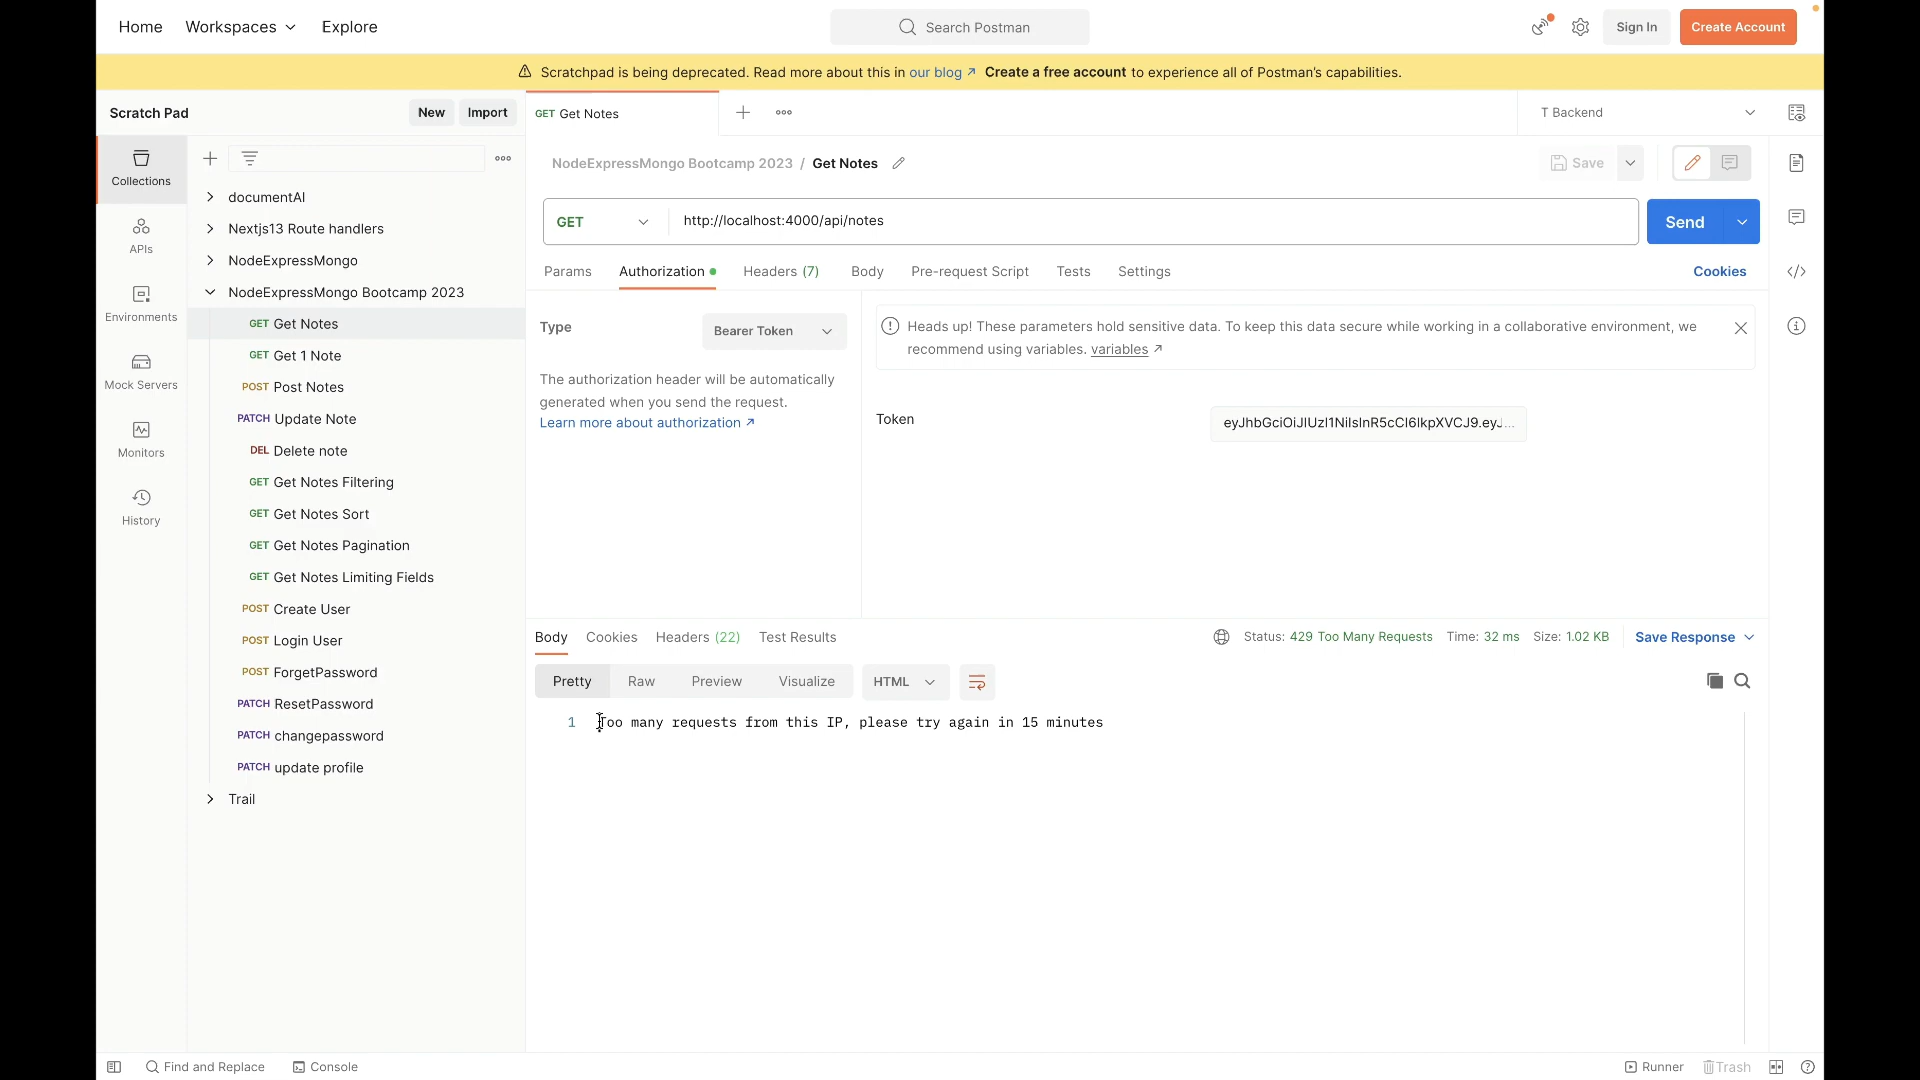 Home
Workspaces
Explore
Search Postman
Sign In
Create Account
Scratchpad is being deprecated. Read more about this in our blog ↗ Create a free account to experience all of Postman's capabilities.
Scratch Pad
New
Import
GET Get Notes
T Backend
Collections
APIs
Environments
Mock Servers
Monitors
History
documentAI
Nextjs13 Route handlers
NodeExpressMongo
NodeExpressMongo Bootcamp 2023
GET Get Notes
GET Get 1 Note
POST Post Notes
PATCH Update Note
DEL Delete note
GET Get Notes Filtering
GET Get Notes Sort
GET Get Notes Pagination
GET Get Notes Limiting Fields
POST Create User
POST Login User
POST ForgetPassword
PATCH ResetPassword
PATCH changepassword
PATCH update profile
Trail
NodeExpressMongo Bootcamp 2023 / Get Notes
Save
GET
http://localhost:4000/api/notes
Send
Params
Authorization
Headers (7)
Body
Pre-request Script
Tests
Settings
Cookies
Type
Bearer Token
The authorization header will be automatically
generated when you send the request.
Learn more about authorization ↗
Heads up! These parameters hold sensitive data. To keep this data secure while working in a collaborative environment, we
recommend using variables. variables ↗
Token
Body
Cookies
Headers (22)
Test Results
Status: 429 Too Many Requests
Time: 32 ms
Size: 1.02 KB
Save Response
Pretty
Raw
Preview
Visualize
HTML
1 Too many requests from this IP, please try again in 15 minutes
Find and Replace
Console
Runner
Trash